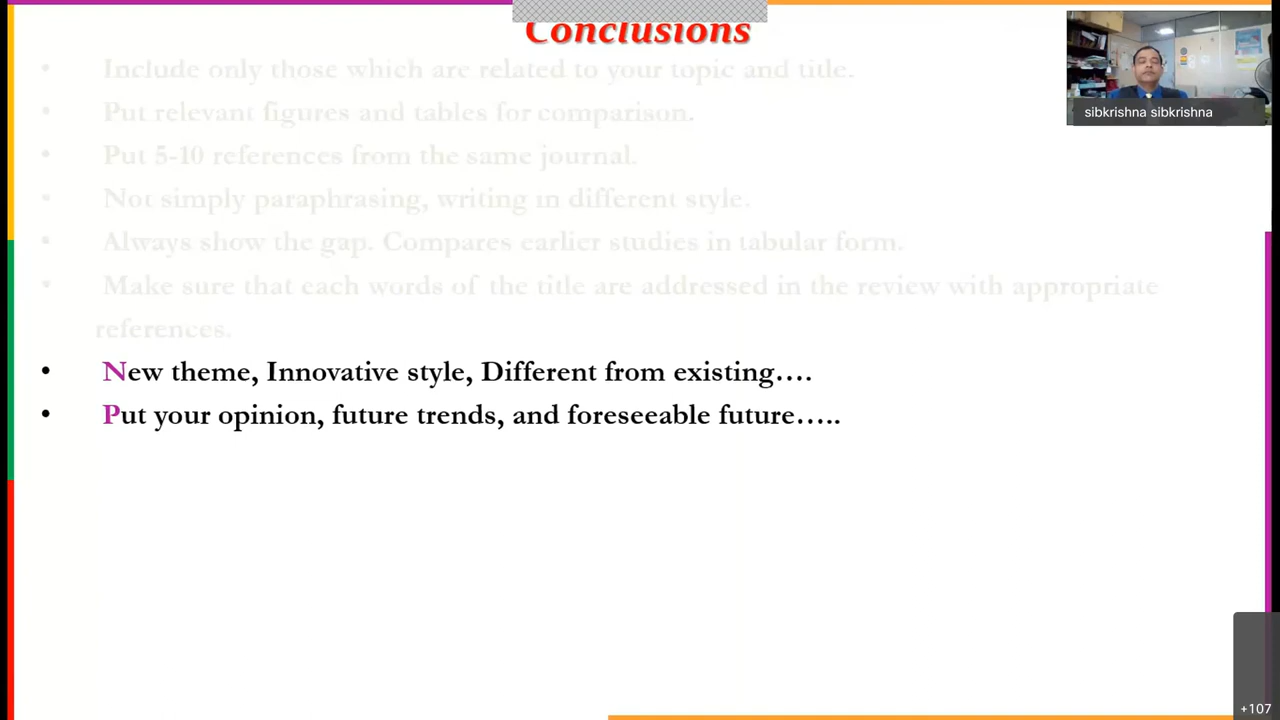 Conclusions
sibkrishna sibkrishna
• Include only those which are related to your topic and title.
• Put relevant figures and tables for comparison.
• Put 5-10 references from the same journal.
• Not simply paraphrasing, writing in different style.
• Always show the gap. Compares earlier studies in tabular form.
• Make sure that each words of the title are addressed in the review with appropriate
references.
• New theme, Innovative style, Different from existing....
• Put your opinion, future trends, and foreseeable future.....
+107